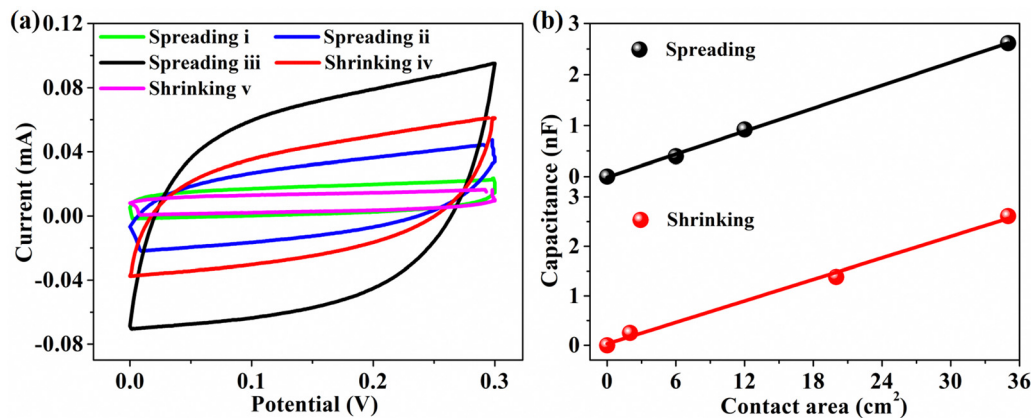 (a)
Spreading i
Spreading ii
Spreading iii
Shrinking iv
Shrinking v
0.12
0.08
0.04
0.00
-0.04
-0.08
Current (mA)
0.0
0.1
0.2
0.3
Potential (V)
(b)
Spreading
Shrinking
3
2
1
0
3
2
1
0
Capacitance (nF)
0
6
12
18
24
30
36
Contact area (cm²)